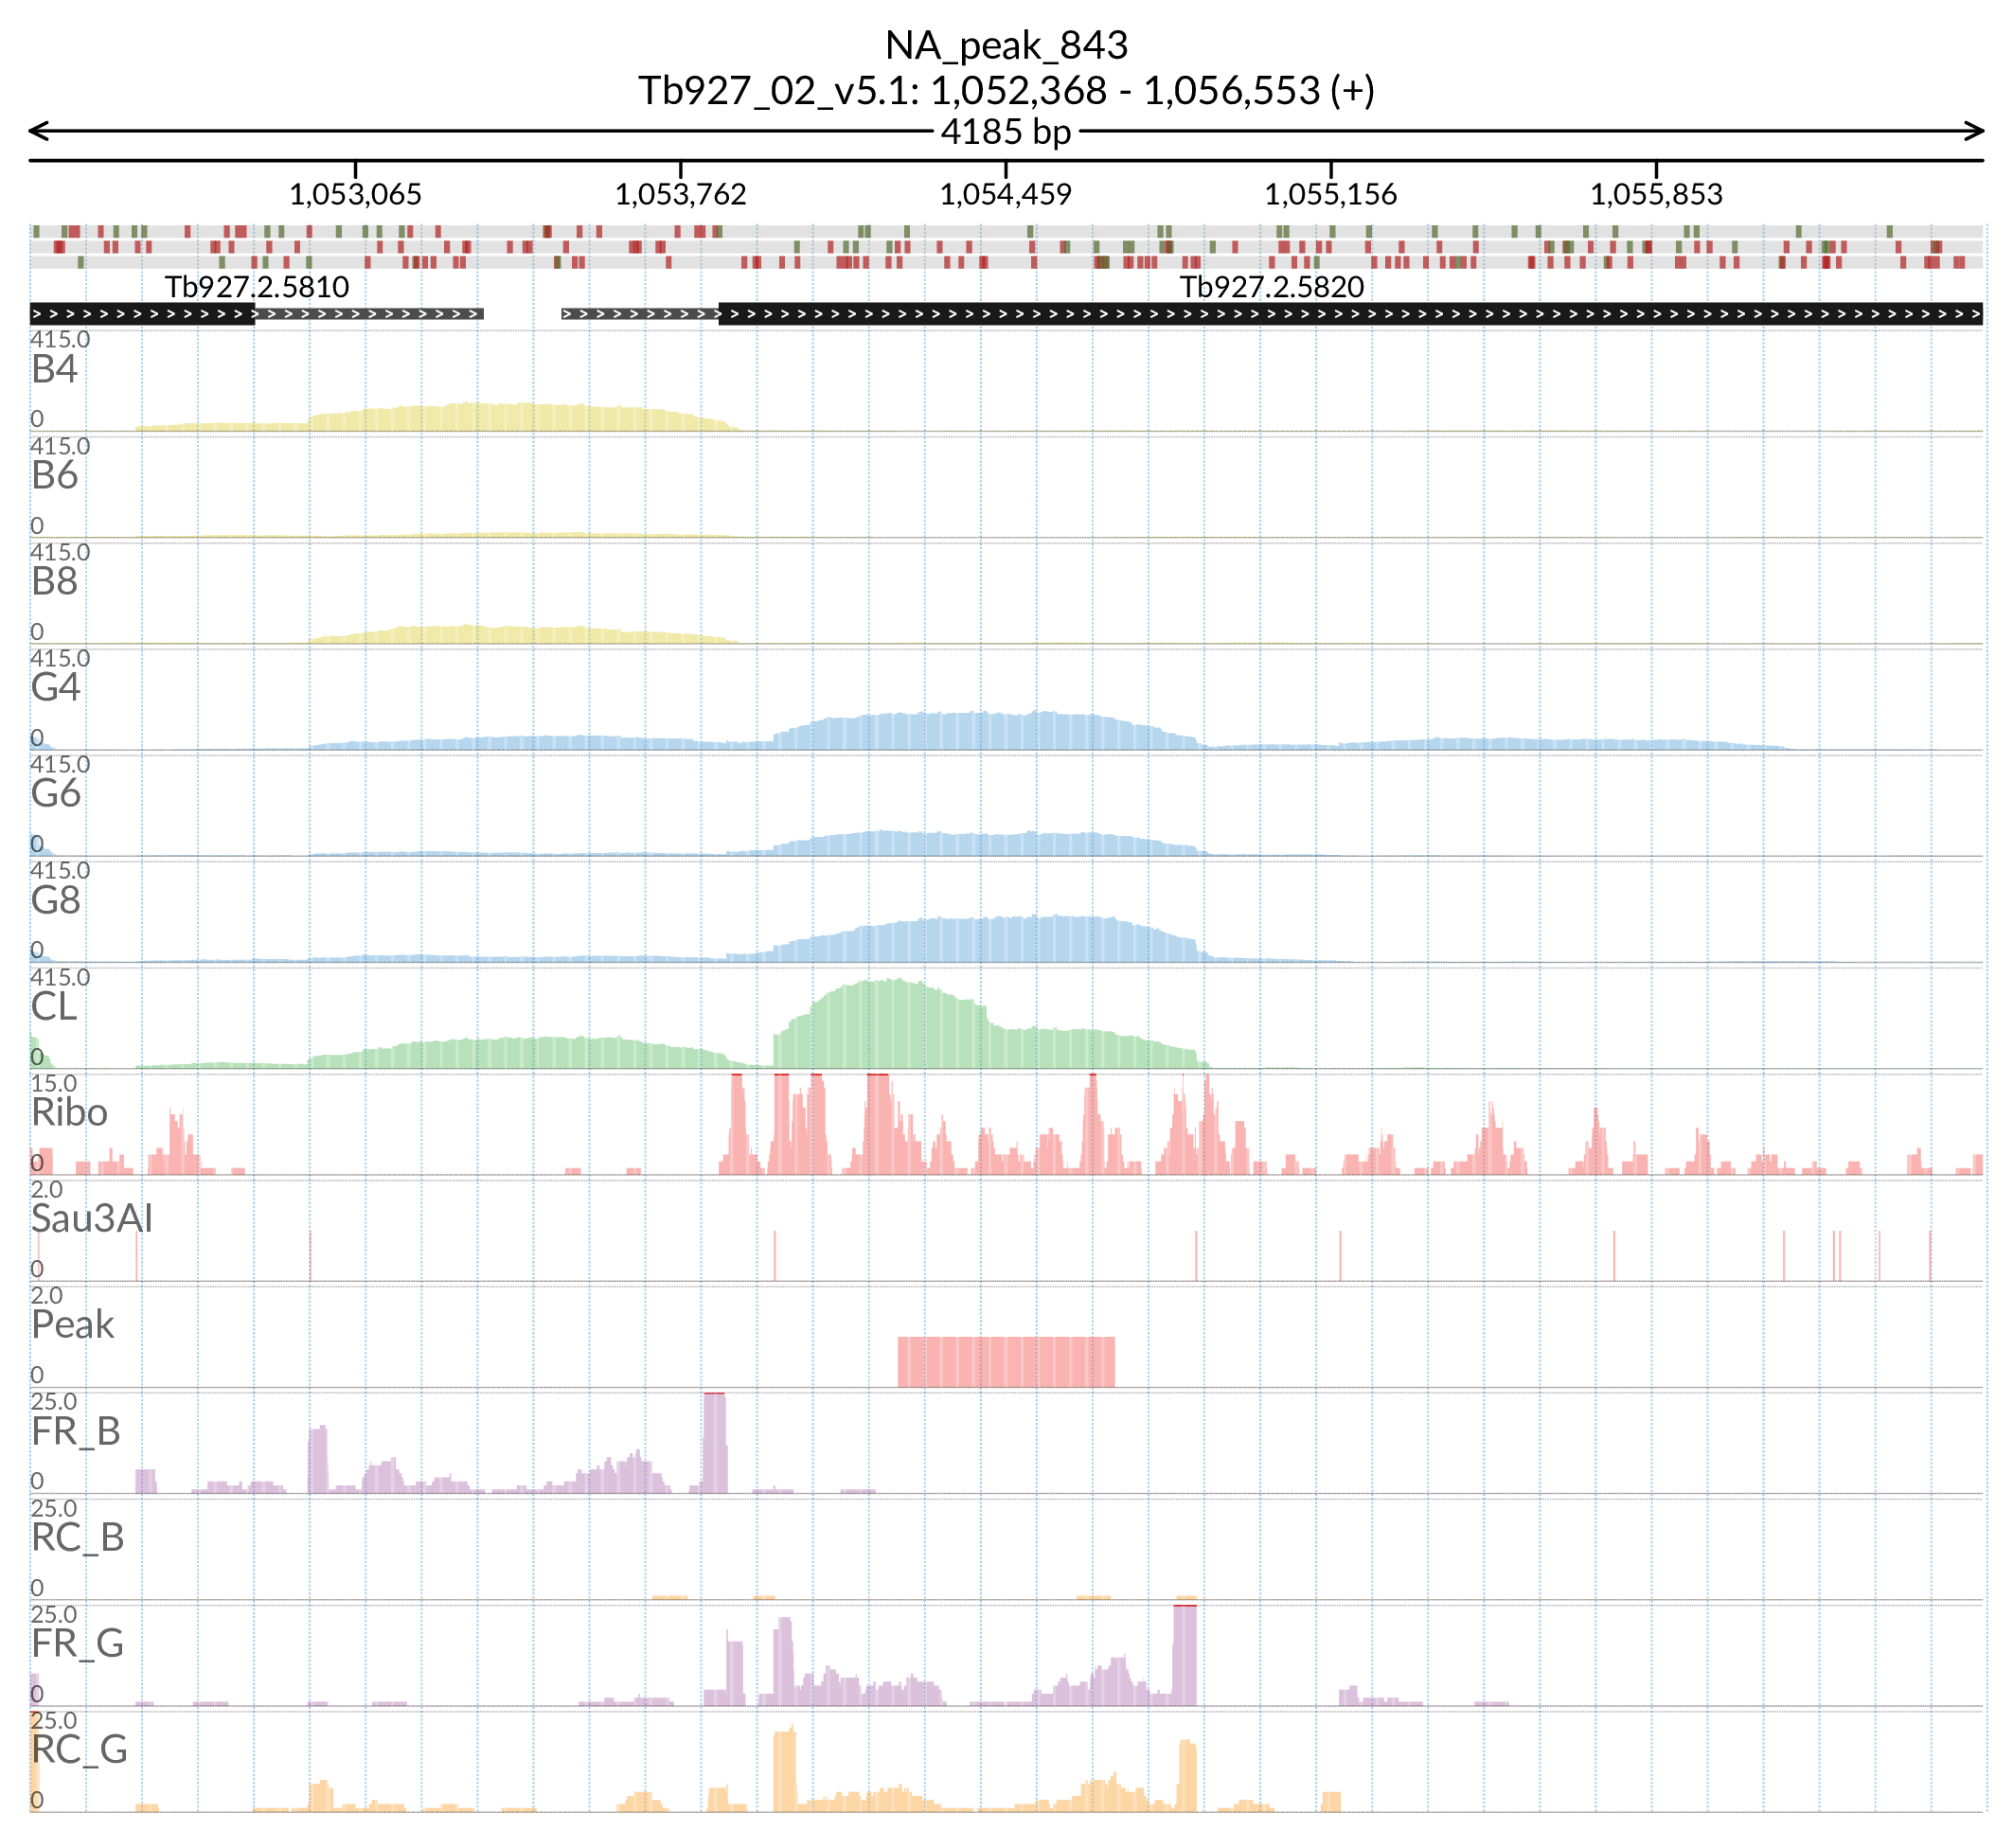 NA_peak_843
Tb927_02_v5.1: 1,052,368 - 1,056,553 (+)
4185 bp
1,053,065 1,053,762 1,054,459 1,055,156 1,055,853
Tb927.2.5810 Tb927.2.5820
415.0
B4
0
415.0
B6
0
415.0
B8
0
415.0
G4
0
415.0
G6
0
415.0
G8
0
415.0
CL
0
15.0
Ribo
0
2.0
Sau3AI
0
2.0
Peak
0
25.0
FR_B
0
25.0
RC_B
0
25.0
FR_G
0
25.0
RC_G
0